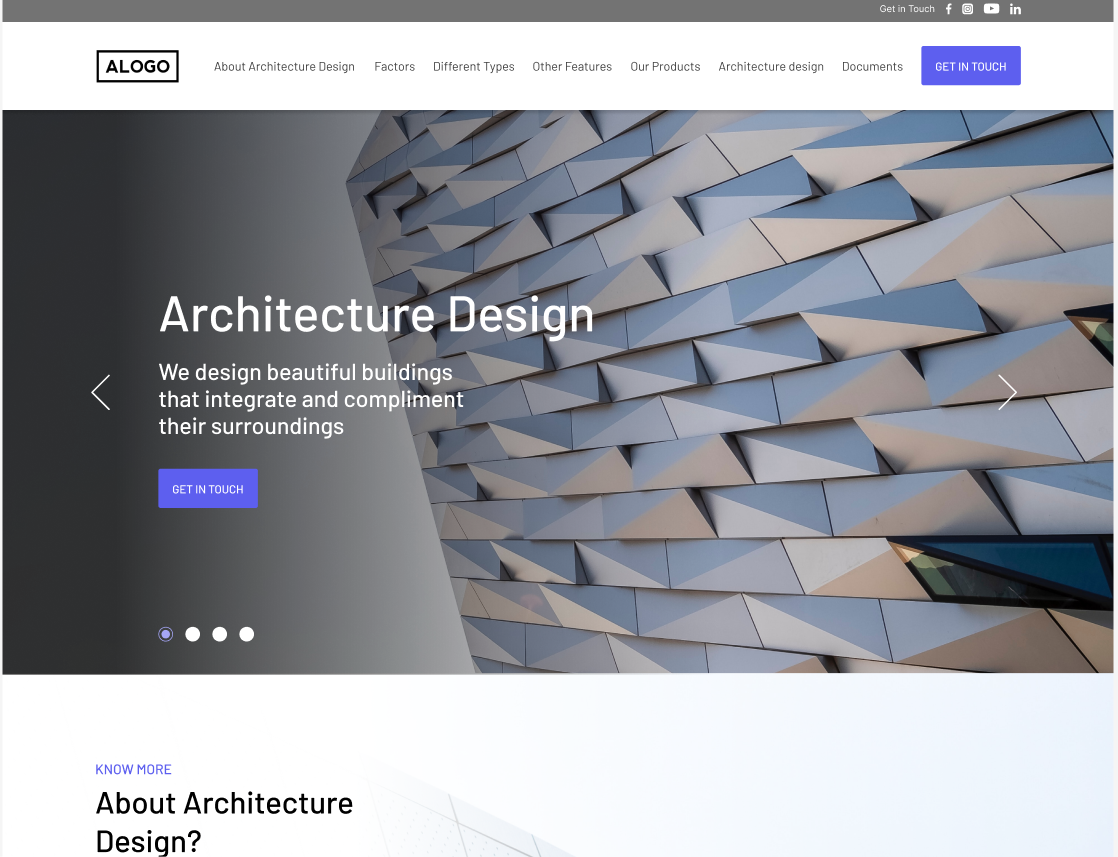 Get in Touch
ALOGO
About Architecture Design Factors Different Types Other Features Our Products Architecture design Documents GET IN TOUCH
Architecture Design
We design beautiful buildings
that integrate and compliment
their surroundings
GET IN TOUCH
KNOW MORE
About Architecture
Design?